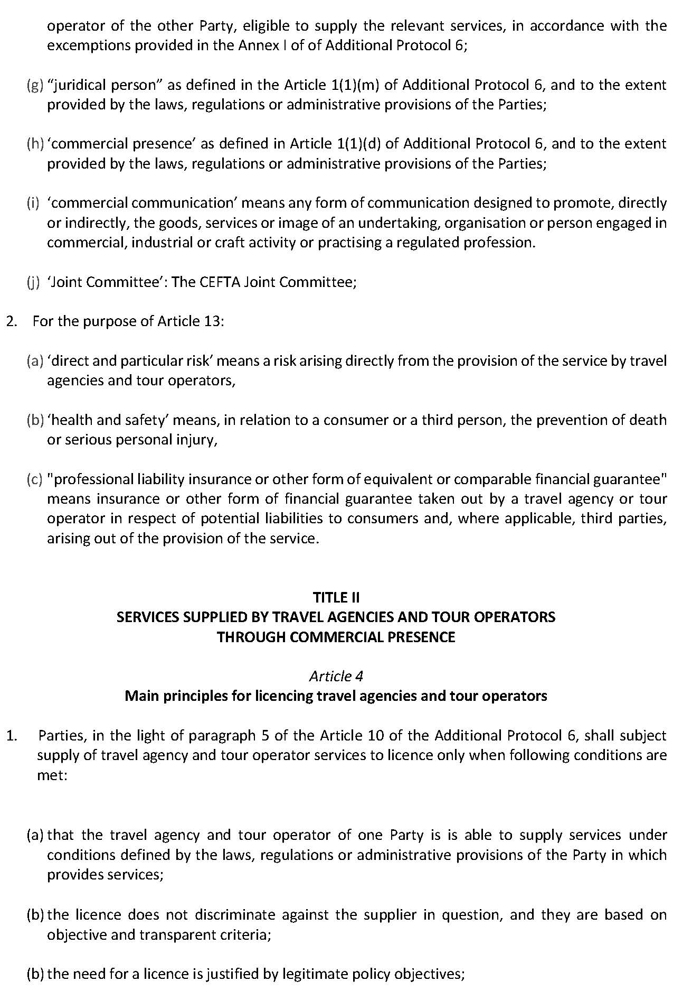 operator of the other Party, eligible to supply the relevant services, in accordance with the
excemptions provided in the Annex I of of Additional Protocol 6;
(g) “juridical person” as defined in the Article 1(1)(m) of Additional Protocol 6, and to the extent
provided by the laws, regulations or administrative provisions of the Parties;
(h) ‘commercial presence’ as defined in Article 1(1)(d) of Additional Protocol 6, and to the extent
provided by the laws, regulations or administrative provisions of the Parties;
(i) ‘commercial communication’ means any form of communication designed to promote, directly
or indirectly, the goods, services or image of an undertaking, organisation or person engaged in
commercial, industrial or craft activity or practising a regulated profession.
(j) ‘Joint Committee’: The CEFTA Joint Committee;
2. For the purpose of Article 13:
(a) ‘direct and particular risk’ means a risk arising directly from the provision of the service by travel
agencies and tour operators,
(b) ‘health and safety’ means, in relation to a consumer or a third person, the prevention of death
or serious personal injury,
(c) "professional liability insurance or other form of equivalent or comparable financial guarantee"
means insurance or other form of financial guarantee taken out by a travel agency or tour
operator in respect of potential liabilities to consumers and, where applicable, third parties,
arising out of the provision of the service.
TITLE II
SERVICES SUPPLIED BY TRAVEL AGENCIES AND TOUR OPERATORS
THROUGH COMMERCIAL PRESENCE
Article 4
Main principles for licencing travel agencies and tour operators
1. Parties, in the light of paragraph 5 of the Article 10 of the Additional Protocol 6, shall subject
supply of travel agency and tour operator services to licence only when following conditions are
met:
(a) that the travel agency and tour operator of one Party is is able to supply services under
conditions defined by the laws, regulations or administrative provisions of the Party in which
provides services;
(b) the licence does not discriminate against the supplier in question, and they are based on
objective and transparent criteria;
(b) the need for a licence is justified by legitimate policy objectives;